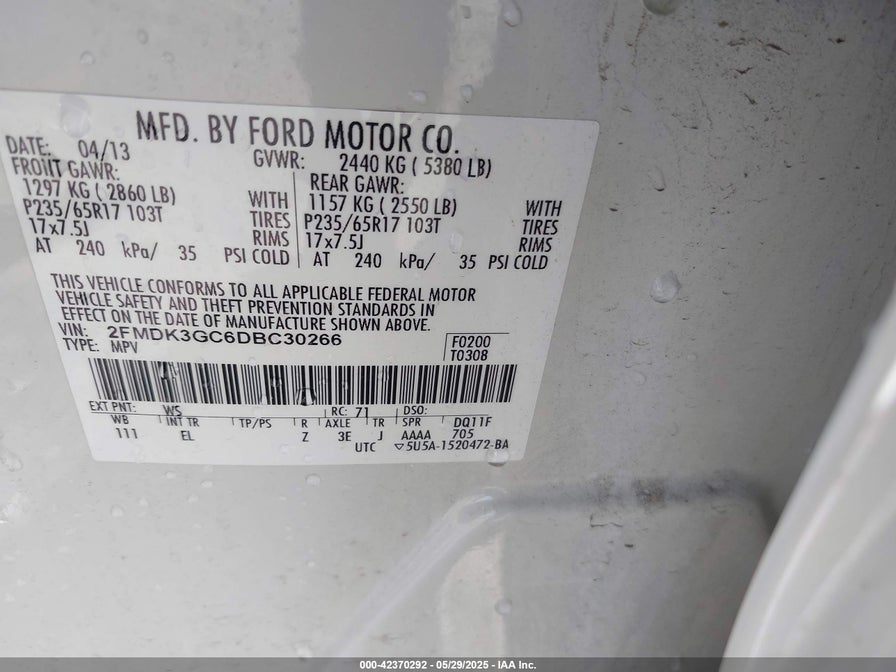 MFD. BY FORD MOTOR CO.
DATE: 04/13 GVWR: 2440 KG ( 5380 LB)
FRONT GAWR: REAR GAWR:
1297 KG ( 2860 LB) WITH 1157 KG ( 2550 LB) WITH
P235/65R17 103T TIRES P235/65R17 103T TIRES
17x7.5J RIMS 17x7.5J RIMS
AT 240 kPa/ 35 PSI COLD AT 240 kPa/ 35 PSI COLD
THIS VEHICLE CONFORMS TO ALL APPLICABLE FEDERAL MOTOR
VEHICLE SAFETY AND THEFT PREVENTION STANDARDS IN
EFFECT ON THE DATE OF MANUFACTURE SHOWN ABOVE.
VIN: 2FMDK3GC6DBC30266 F0200
TYPE: MPV T0308
EXT PNT: WS RC: 71 DSO:
WB INT TR TP/PS R AXLE TR SPR DQ11F
111 EL Z 3E J AAAA 705
UTC ▽5U5A-1520472-BA
000-42370292 - 05/29/2025 - IAA Inc.